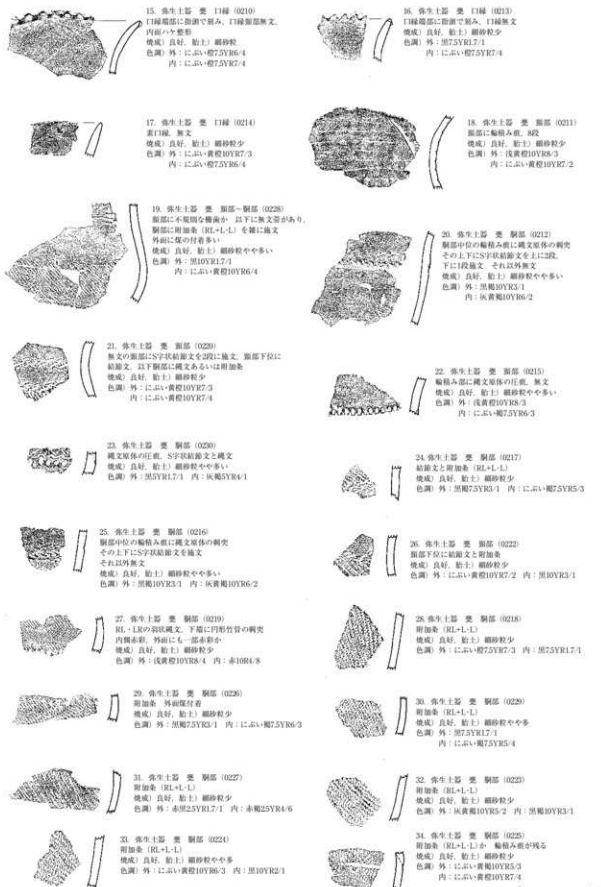 15. 弥生土器 甕 口縁（0210）
口縁端部に指頭で刻み、口縁頸部無文、
内面ハケ整形
焼成）良好、胎土）細砂粒
色調）外：にぶい橙7.5YR6/4
内：にぶい橙7.5YR7/4
16. 弥生土器 甕 口縁（0213）
口縁端部に指頭で刻み、口縁無文
焼成）良好、胎土）細砂粒少
色調）外：黒7.5YR1.7/1
内：にぶい橙7.5YR7/4
17. 弥生土器 甕 口縁（0214）
素口縁、無文
焼成）良好、胎土）細砂粒少
色調）外：にぶい黄橙10YR7/3
内：にぶい橙7.5YR6/4
18. 弥生土器 甕 頸部（0211）
頸部に輪積み痕、8段
焼成）良好、胎土）細砂粒少
色調）外：浅黄橙10YR8/3
内：にぶい黄橙10YR7/2
19. 弥生土器 甕 頸部～胴部（0228）
頸部に不規則な櫛歯か 以下に無文帯があり、
胴部に附加条（RL+L・L）を雑に施文
外面に煤の付着多い
焼成）良好、胎土）細砂粒やや多い
色調）外：黒10YR1.7/1
内：にぶい黄橙10YR6/4
20. 弥生土器 甕 頸部（0212）
胴部中位の輪積み痕に縄文原体の刺突
その上下にS字状結節文を上に2段、
下に1段施文 それ以外無文
焼成）良好、胎土）細砂粒やや多い
色調）外：黒褐10YR3/1
内：灰黄褐10YR6/2
21. 弥生土器 甕 頸部（0220）
無文の頸部にS字状結節文を2段に施文、頸部下位に
結節文、以下胴部に縄文あるいは附加条
焼成）良好、胎土）細砂粒少
色調）外：にぶい黄橙10YR7/3
内：にぶい黄橙10YR7/4
22. 弥生土器 甕 頸部（0215）
輪積み部に縄文原体の圧痕、無文
焼成）良好、胎土）細砂粒やや多い
色調）外：浅黄橙10YR8/3
内：にぶい褐7.5YR6/3
23. 弥生土器 甕 胴部（0230）
縄文原体の圧痕、S字状結節文と縄文
焼成）良好、胎土）細砂粒やや多い
色調）外：黒5YR1.7/1 内：灰褐5YR4/1
24. 弥生土器 甕 胴部（0217）
結節文と附加条（RL+L・L）
焼成）良好、胎土）細砂粒少
色調）外：黒褐7.5YR3/1 内：にぶい褐7.5YR5/3
25. 弥生土器 甕 胴部（0216）
胴部中位の輪積み痕に縄文原体の刺突
その上下にS字状結節文を施文
それ以外無文
焼成）良好、胎土）細砂粒やや多い
色調）外：黒褐10YR3/1 内：灰黄褐10YR6/2
26. 弥生土器 甕 頸部（0222）
頸部下位に結節文と附加条
焼成）良好、胎土）細砂粒少
色調）外：にぶい黄橙10YR7/2 内：黒10YR3/1
27. 弥生土器 甕 胴部（0219）
RL・LRの羽状縄文、下端に円形竹管の刺突
内側赤彩、外面にも一部赤彩か
焼成）良好、胎土）細砂粒少
色調）外：浅黄橙10YR8/4 内：赤10R4/8
28. 弥生土器 甕 胴部（0218）
附加条（RL+L・L）
焼成）良好、胎土）細砂粒少
色調）外：にぶい橙7.5YR7/3 内：黒7.5YR1.7/1
29. 弥生土器 甕 胴部（0226）
附加条 外面煤付着
焼成）良好、胎土）細砂粒少
色調）外：黒褐7.5YR3/1 内：にぶい褐7.5YR6/3
30. 弥生土器 甕 胴部（0229）
附加条（RL+L・L）
焼成）良好、胎土）細砂粒やや多
色調）外：黒7.5YR1.7/1
内：にぶい褐7.5YR5/4
31. 弥生土器 甕 胴部（0227）
附加条（RL+L・L）
焼成）良好、胎土）細砂粒少
色調）外：赤黒2.5YR1.7/1 内：赤褐2.5YR4/6
32. 弥生土器 甕 胴部（0223）
附加条（RL+L・L）
焼成）良好、胎土）細砂粒少
色調）外：灰黄褐10YR5/2 内：黒褐10YR3/1
33. 弥生土器 甕 胴部（0224）
附加条（RL+L・L）
焼成）良好、胎土）細砂粒やや多
色調）外：にぶい黄橙10YR6/3 内：黒10YR2/1
34. 弥生土器 甕 胴部（0225）
附加条（RL+L・L）か 輪積み痕が残る
焼成）良好、胎土）細砂粒少
色調）外：にぶい黄褐10YR5/3
内：にぶい黄橙10YR7/4